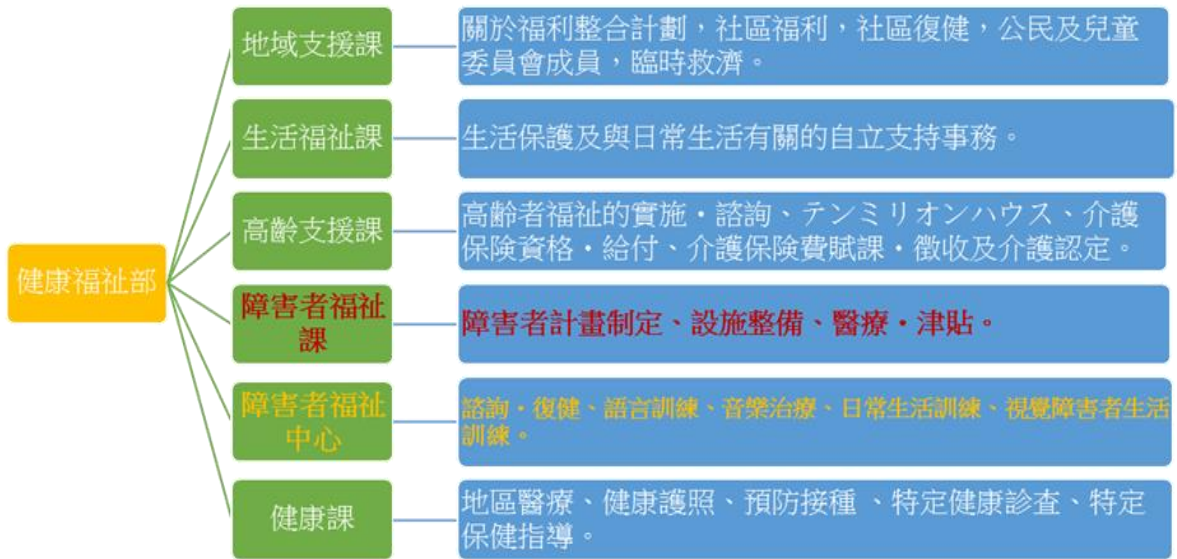 地域支援課
關於福利整合計劃，社區福利，社區復健，公民及兒童
委員會成員，臨時救濟。
生活福祉課
生活保護及與日常生活有關的自立支持事務。
高齡支援課
高齡者福祉的實施・諮詢、テンミリオンハウス、介護
保険資格・給付、介護保險費賦課・徵收及介護認定。
健康福祉部
障害者福祉
課
障害者計畫制定、設施整備、醫療・津貼。
障害者福祉
中心
諮詢・復健、語言訓練、音樂治療、日常生活訓練、視覺障害者生活
訓練。
健康課
地區醫療、健康護照、預防接種 、特定健康診查、特定
保健指導。